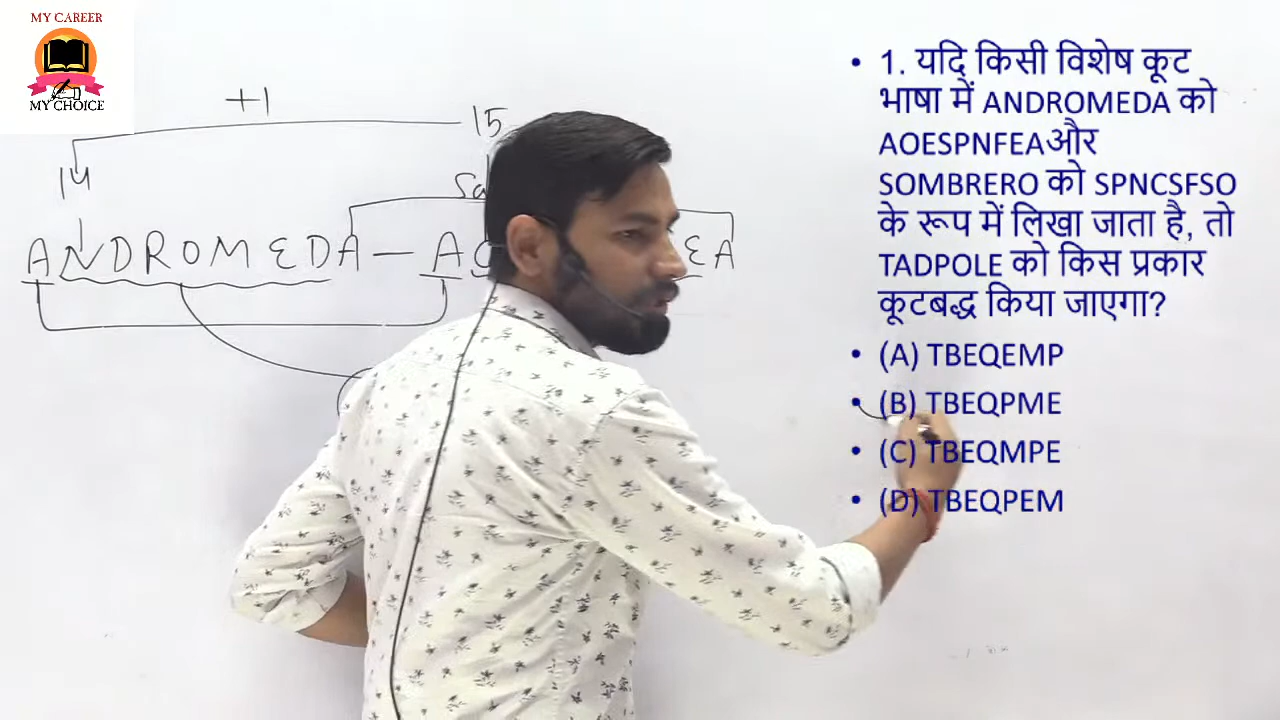 MY CAREER
MY CHOICE
+1
15
14
ANDROMEDA — A
EA
• 1. यदि किसी विशेष कूट
भाषा में ANDROMEDA को
AOESPNFEAऔर
SOMBRERO को SPNCSFSO
के रूप में लिखा जाता है, तो
TADPOLE को किस प्रकार
कूटबद्ध किया जाएगा?
• (A) TBEQEMP
• (B) TBEQPME
• (C) TBEQMPE
• (D) TBEQPEM